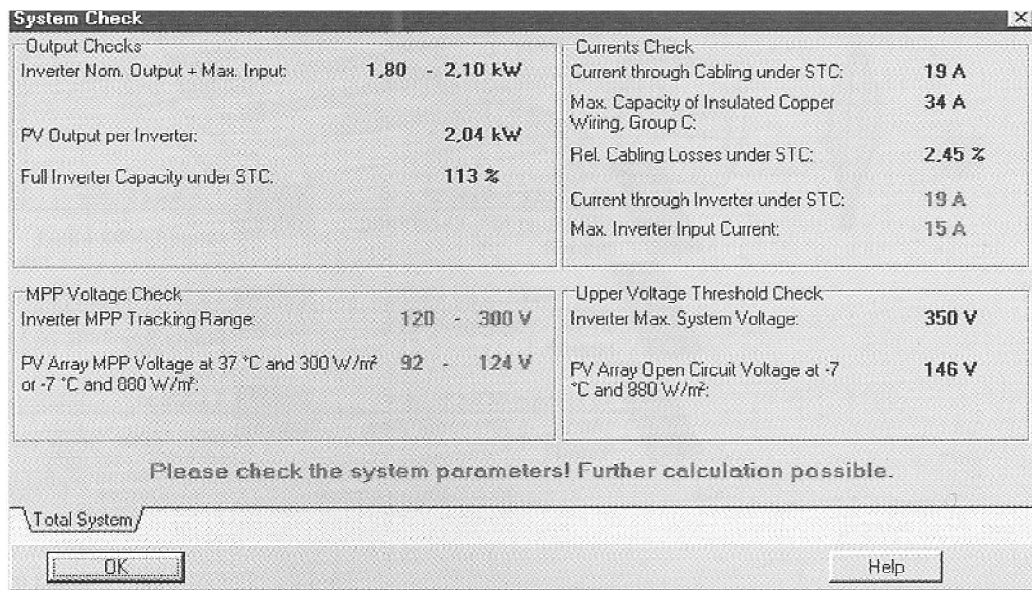 System Check
Output Checks
Inverter Nom. Output + Max. Input: 1,80 - 2,10 kW
PV Output per Inverter: 2,04 kW
Full Inverter Capacity under STC. 113 %
Currents Check
Current through Cabling under STC: 19 A
Max. Capacity of Insulated Copper 34 A
Wiring, Group C:
Rel. Cabling Losses under STC: 2,45 %
Current through Inverter under STC: 19 A
Max. Inverter Input Current: 15 A
MPP Voltage Check
Inverter MPP Tracking Range: 120 - 300 V
PV Array MPP Voltage at 37 °C and 300 W/m² 92 - 124 V
or -7 °C and 880 W/m²:
Upper Voltage Threshold Check
Inverter Max. System Voltage: 350 V
PV Array Open Circuit Voltage at -7 146 V
°C and 880 W/m²:
Please check the system parameters! Further calculation possible.
Total System
OK Help